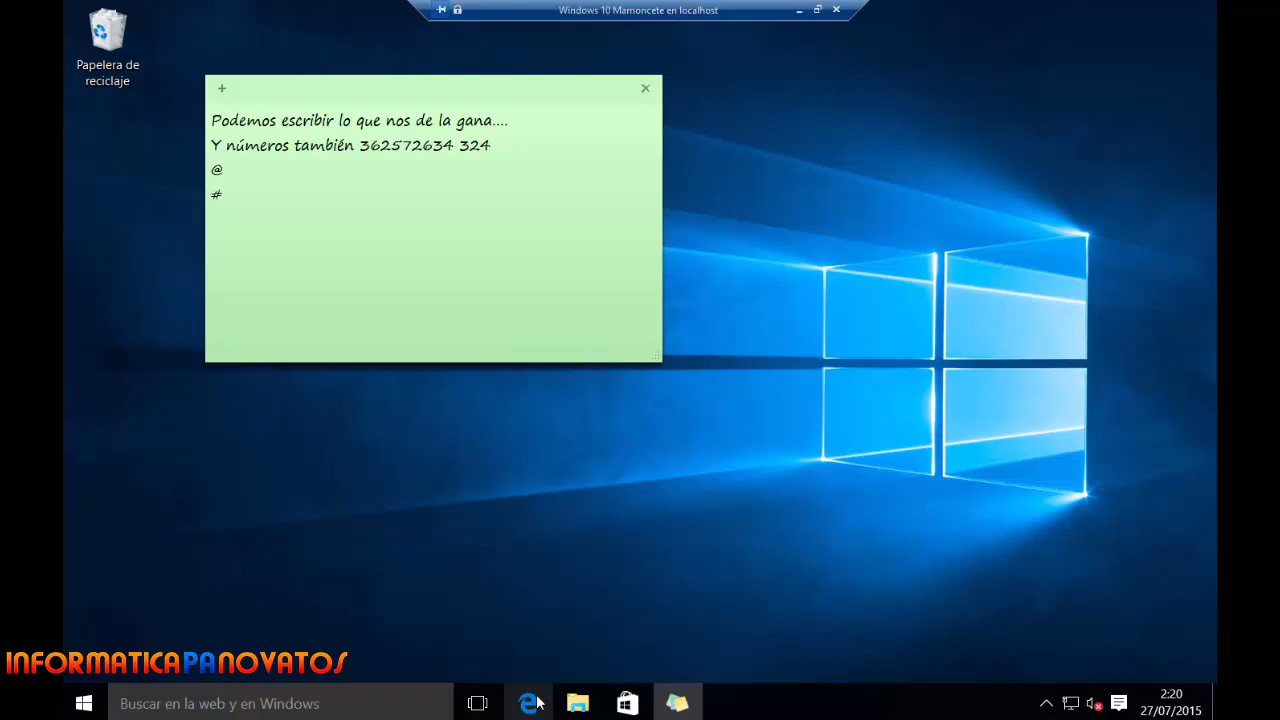 Windows 10 Mamoncete en localhost
Papelera de
reciclaje
Podemos escribir lo que nos de la gana....
Y números también 362572634 324
@
#
INFORMATICAPANOVATOS
Buscar en la web y en Windows
2:20
27/07/2015